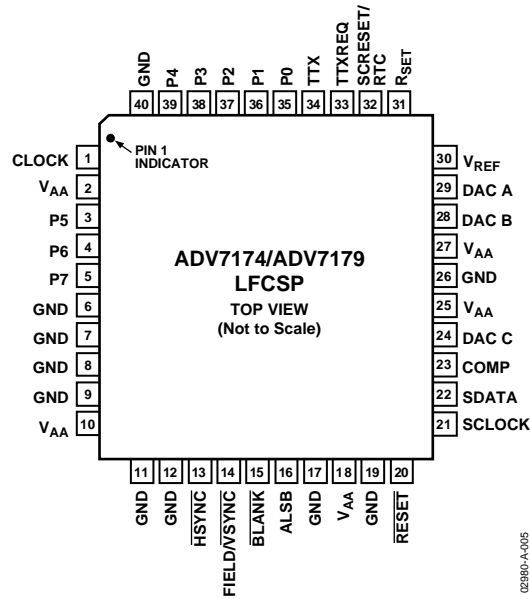 GND
P4
P3
P2
P1
P0
TTX
TTXREQ
SCRESET/
RTC
RSET
40
39
38
37
36
35
34
33
32
31
PIN 1
INDICATOR
CLOCK 1
VAA 2
P5 3
P6 4
P7 5
GND 6
GND 7
GND 8
GND 9
VAA 10
ADV7174/ADV7179
LFCSP
TOP VIEW
(Not to Scale)
30 VREF
29 DAC A
28 DAC B
27 VAA
26 GND
25 VAA
24 DAC C
23 COMP
22 SDATA
21 SCLOCK
11
12
13
14
15
16
17
18
19
20
GND
GND
HSYNC
FIELD/VSYNC
BLANK
ALSB
GND
VAA
GND
RESET
02980-A-005